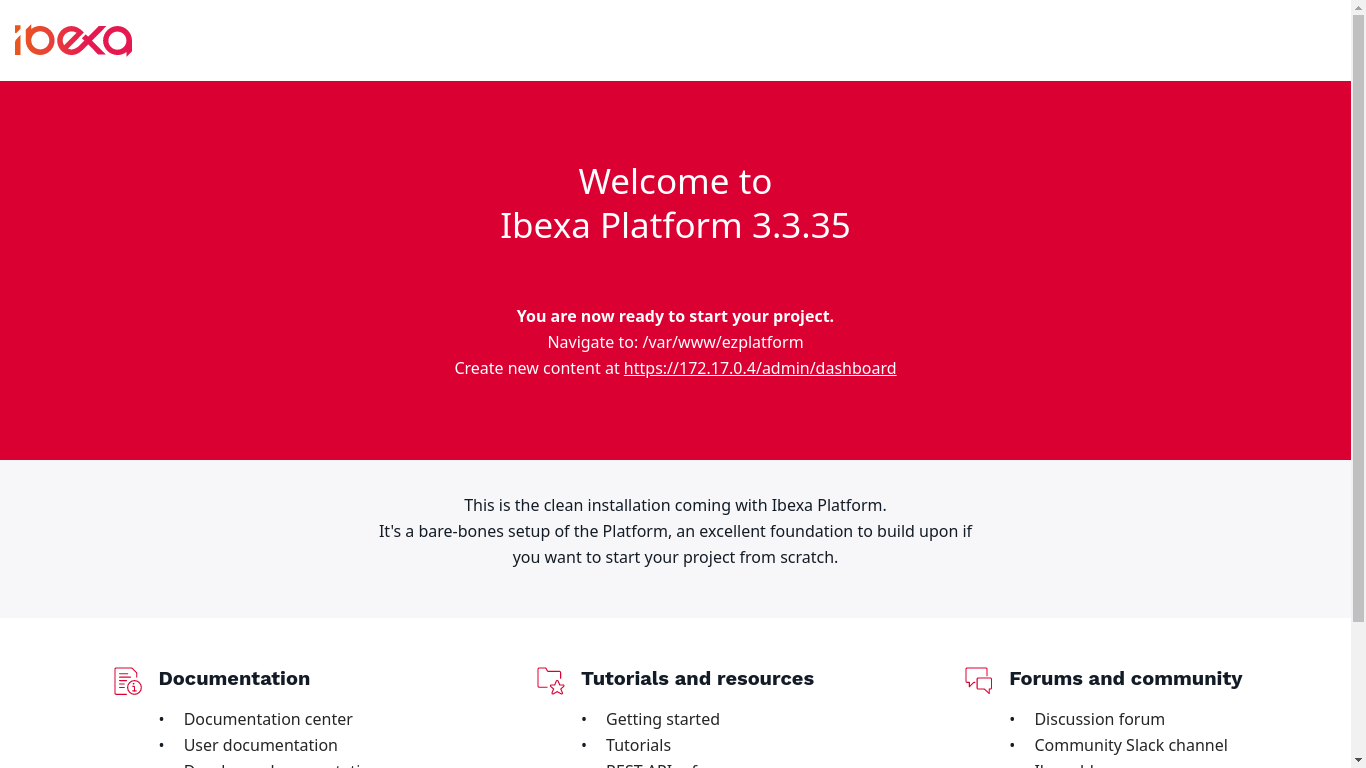 ibexa
Welcome to
Ibexa Platform 3.3.35
You are now ready to start your project.
Navigate to: /var/www/ezplatform
Create new content at https://172.17.0.4/admin/dashboard
This is the clean installation coming with Ibexa Platform.
It's a bare-bones setup of the Platform, an excellent foundation to build upon if
you want to start your project from scratch.
Documentation
• Documentation center
• User documentation
Tutorials and resources
• Getting started
• Tutorials
Forums and community
• Discussion forum
• Community Slack channel